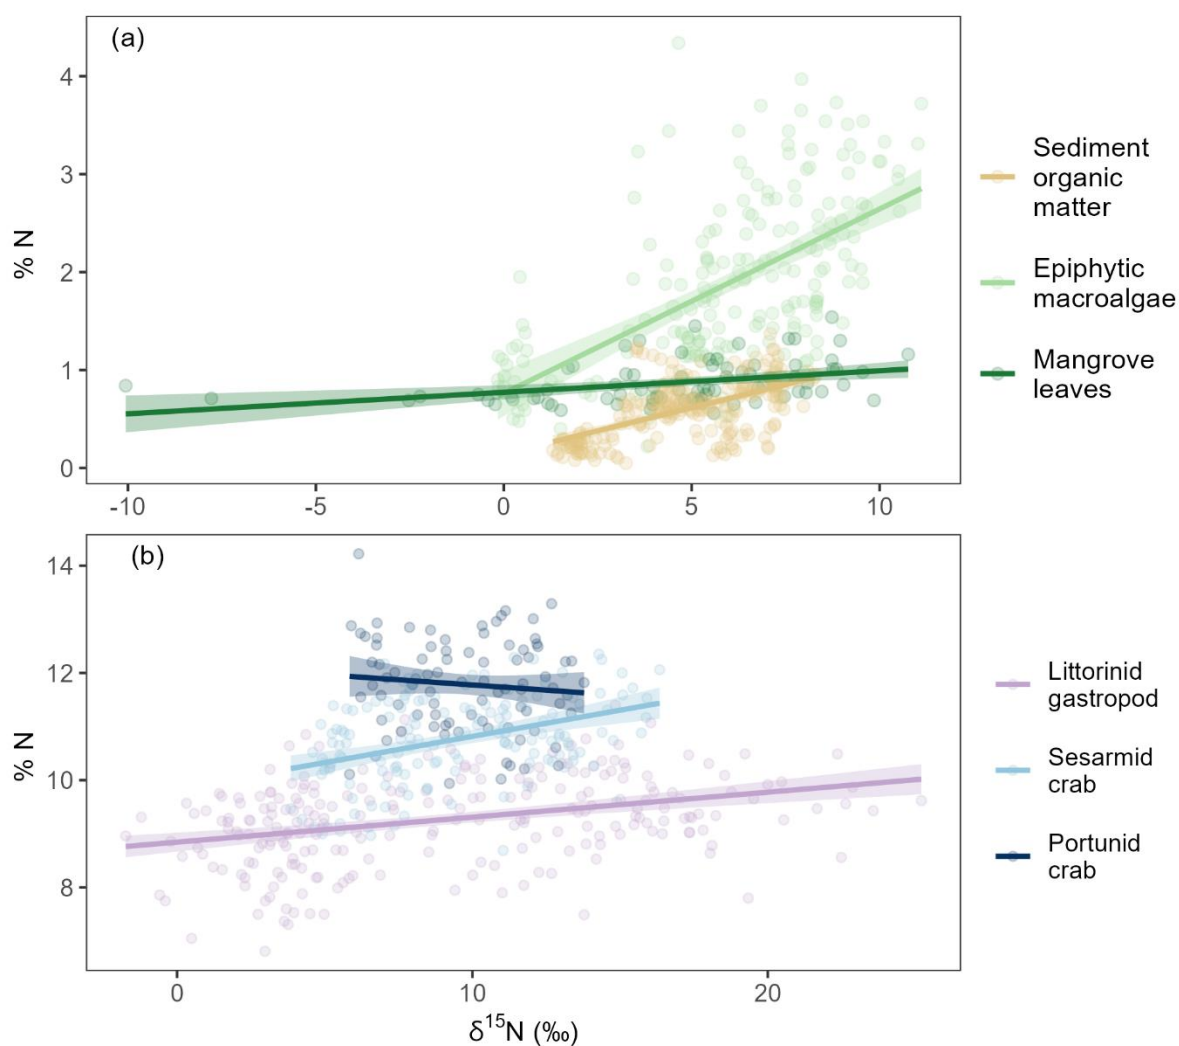 (a)
4
3
2
1
0
% N
-10 -5 0 5 10
Sediment
organic
matter
Epiphytic
macroalgae
Mangrove
leaves
(b)
14
12
10
8
% N
0 10 20
δ¹⁵N (‰)
Littorinid
gastropod
Sesarmid
crab
Portunid
crab